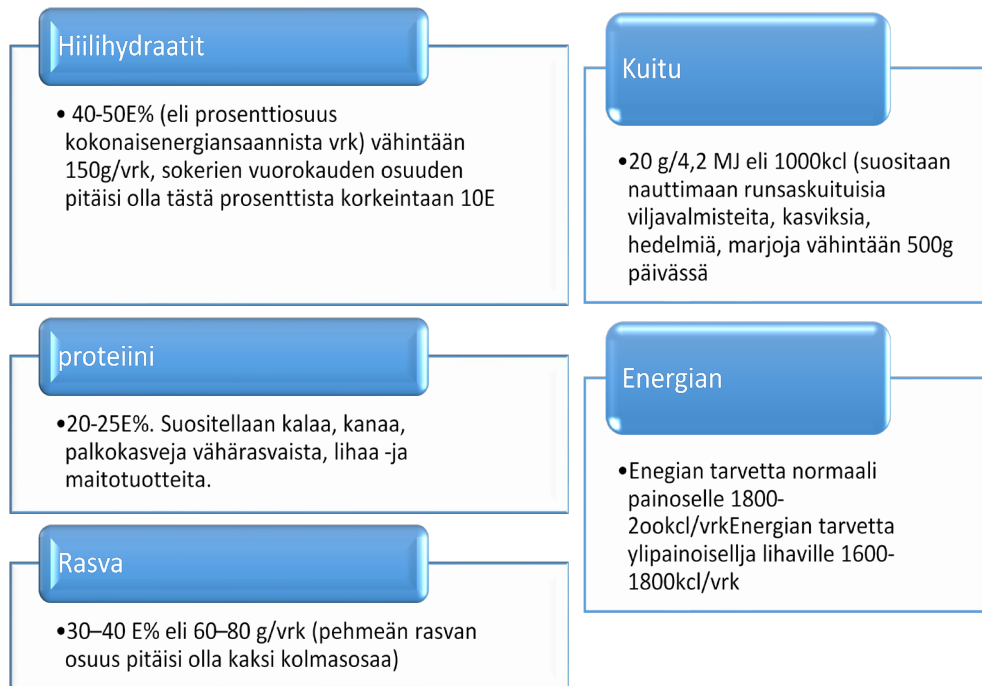 Hiilihydraatit
• 40-50E% (eli prosenttiosuus
kokonaisenergiansaannista vrk) vähintään
150g/vrk, sokerien vuorokauden osuuden
pitäisi olla tästä prosenttista korkeintaan 10E
proteiini
•20-25E%. Suositellaan kalaa, kanaa,
palkokasveja vähärasvaista, lihaa -ja
maitotuotteita.
Rasva
•30–40 E% eli 60–80 g/vrk (pehmeän rasvan
osuus pitäisi olla kaksi kolmasosaa)
Kuitu
•20 g/4,2 MJ eli 1000kcl (suositaan
nauttimaan runsaskuituisia
viljavalmisteita, kasviksia,
hedelmiä, marjoja vähintään 500g
päivässä
Energian
•Enegian tarvetta normaali
painoselle 1800-
2ookcl/vrkEnergian tarvetta
ylipainoisellja lihaville 1600-
1800kcl/vrk